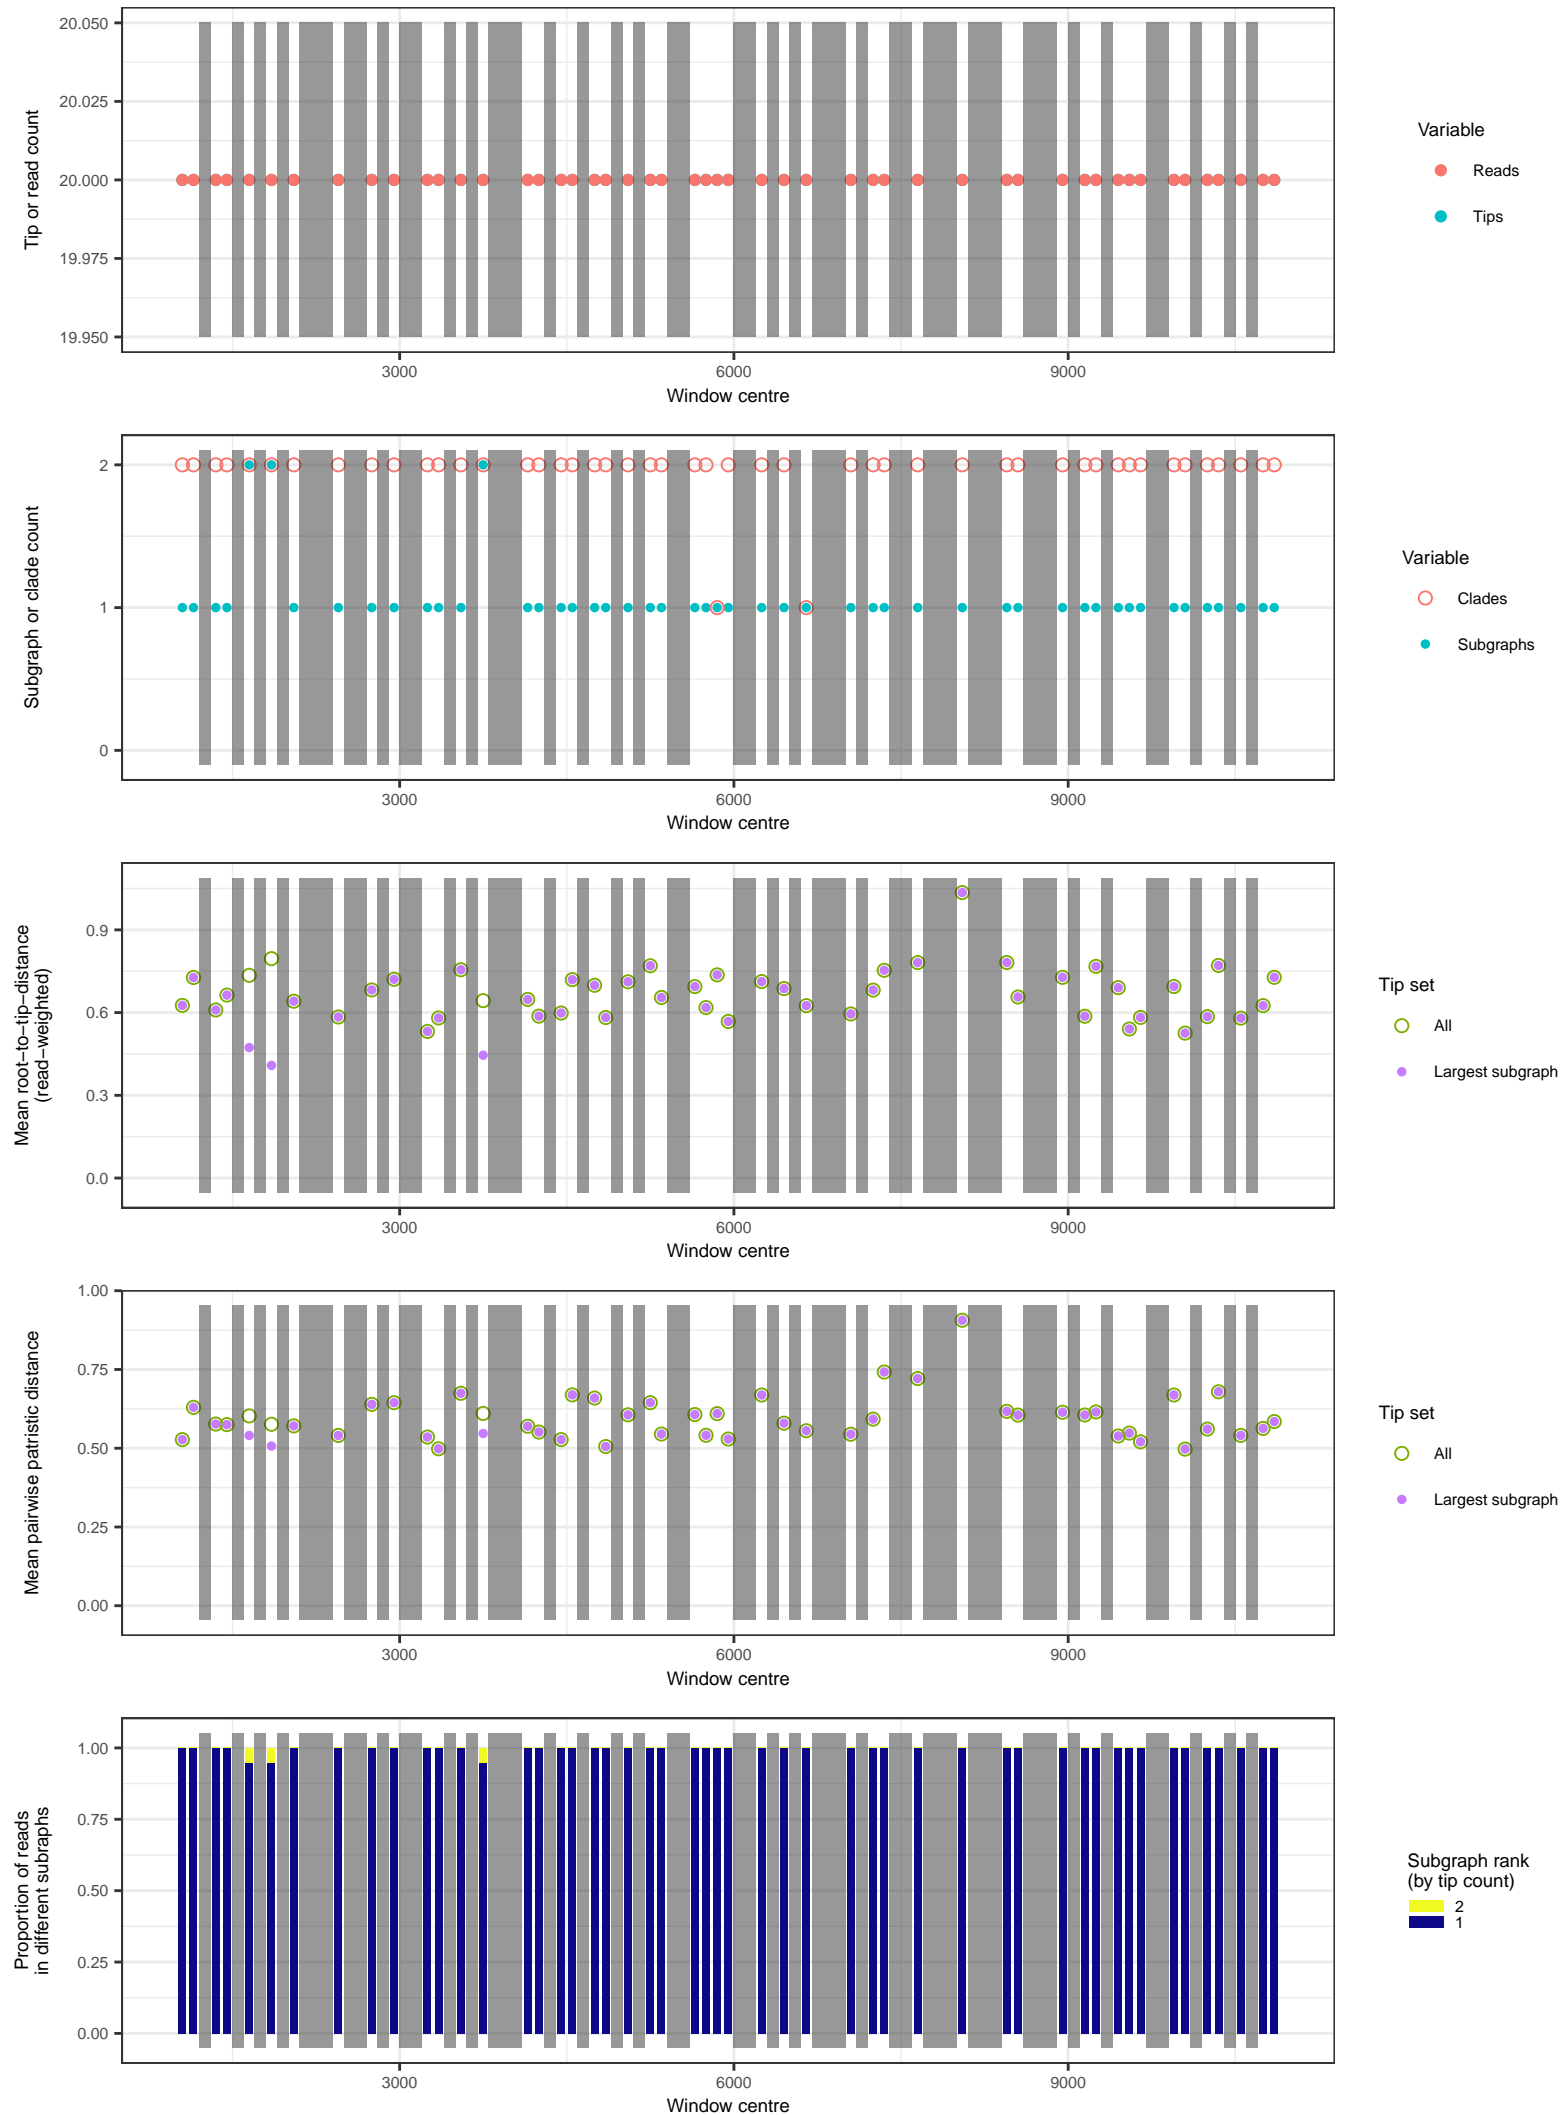 20.050
20.025
20.000
19.975
19.950
Tip or read count
3000
6000
9000
Window centre
Variable
Reads
Tips
2
1
0
Subgraph or clade count
3000
6000
9000
Window centre
Variable
Clades
Subgraphs
0.9
0.6
0.3
0.0
Mean root−to−tip−distance
(read−weighted)
3000
6000
9000
Window centre
Tip set
All
Largest subgraph
1.00
0.75
0.50
0.25
0.00
Mean pairwise patristic distance
3000
6000
9000
Window centre
Tip set
All
Largest subgraph
1.00
0.75
0.50
0.25
0.00
Proportion of reads
in different subraphs
3000
6000
9000
Window centre
Subgraph rank
(by tip count)
2
1